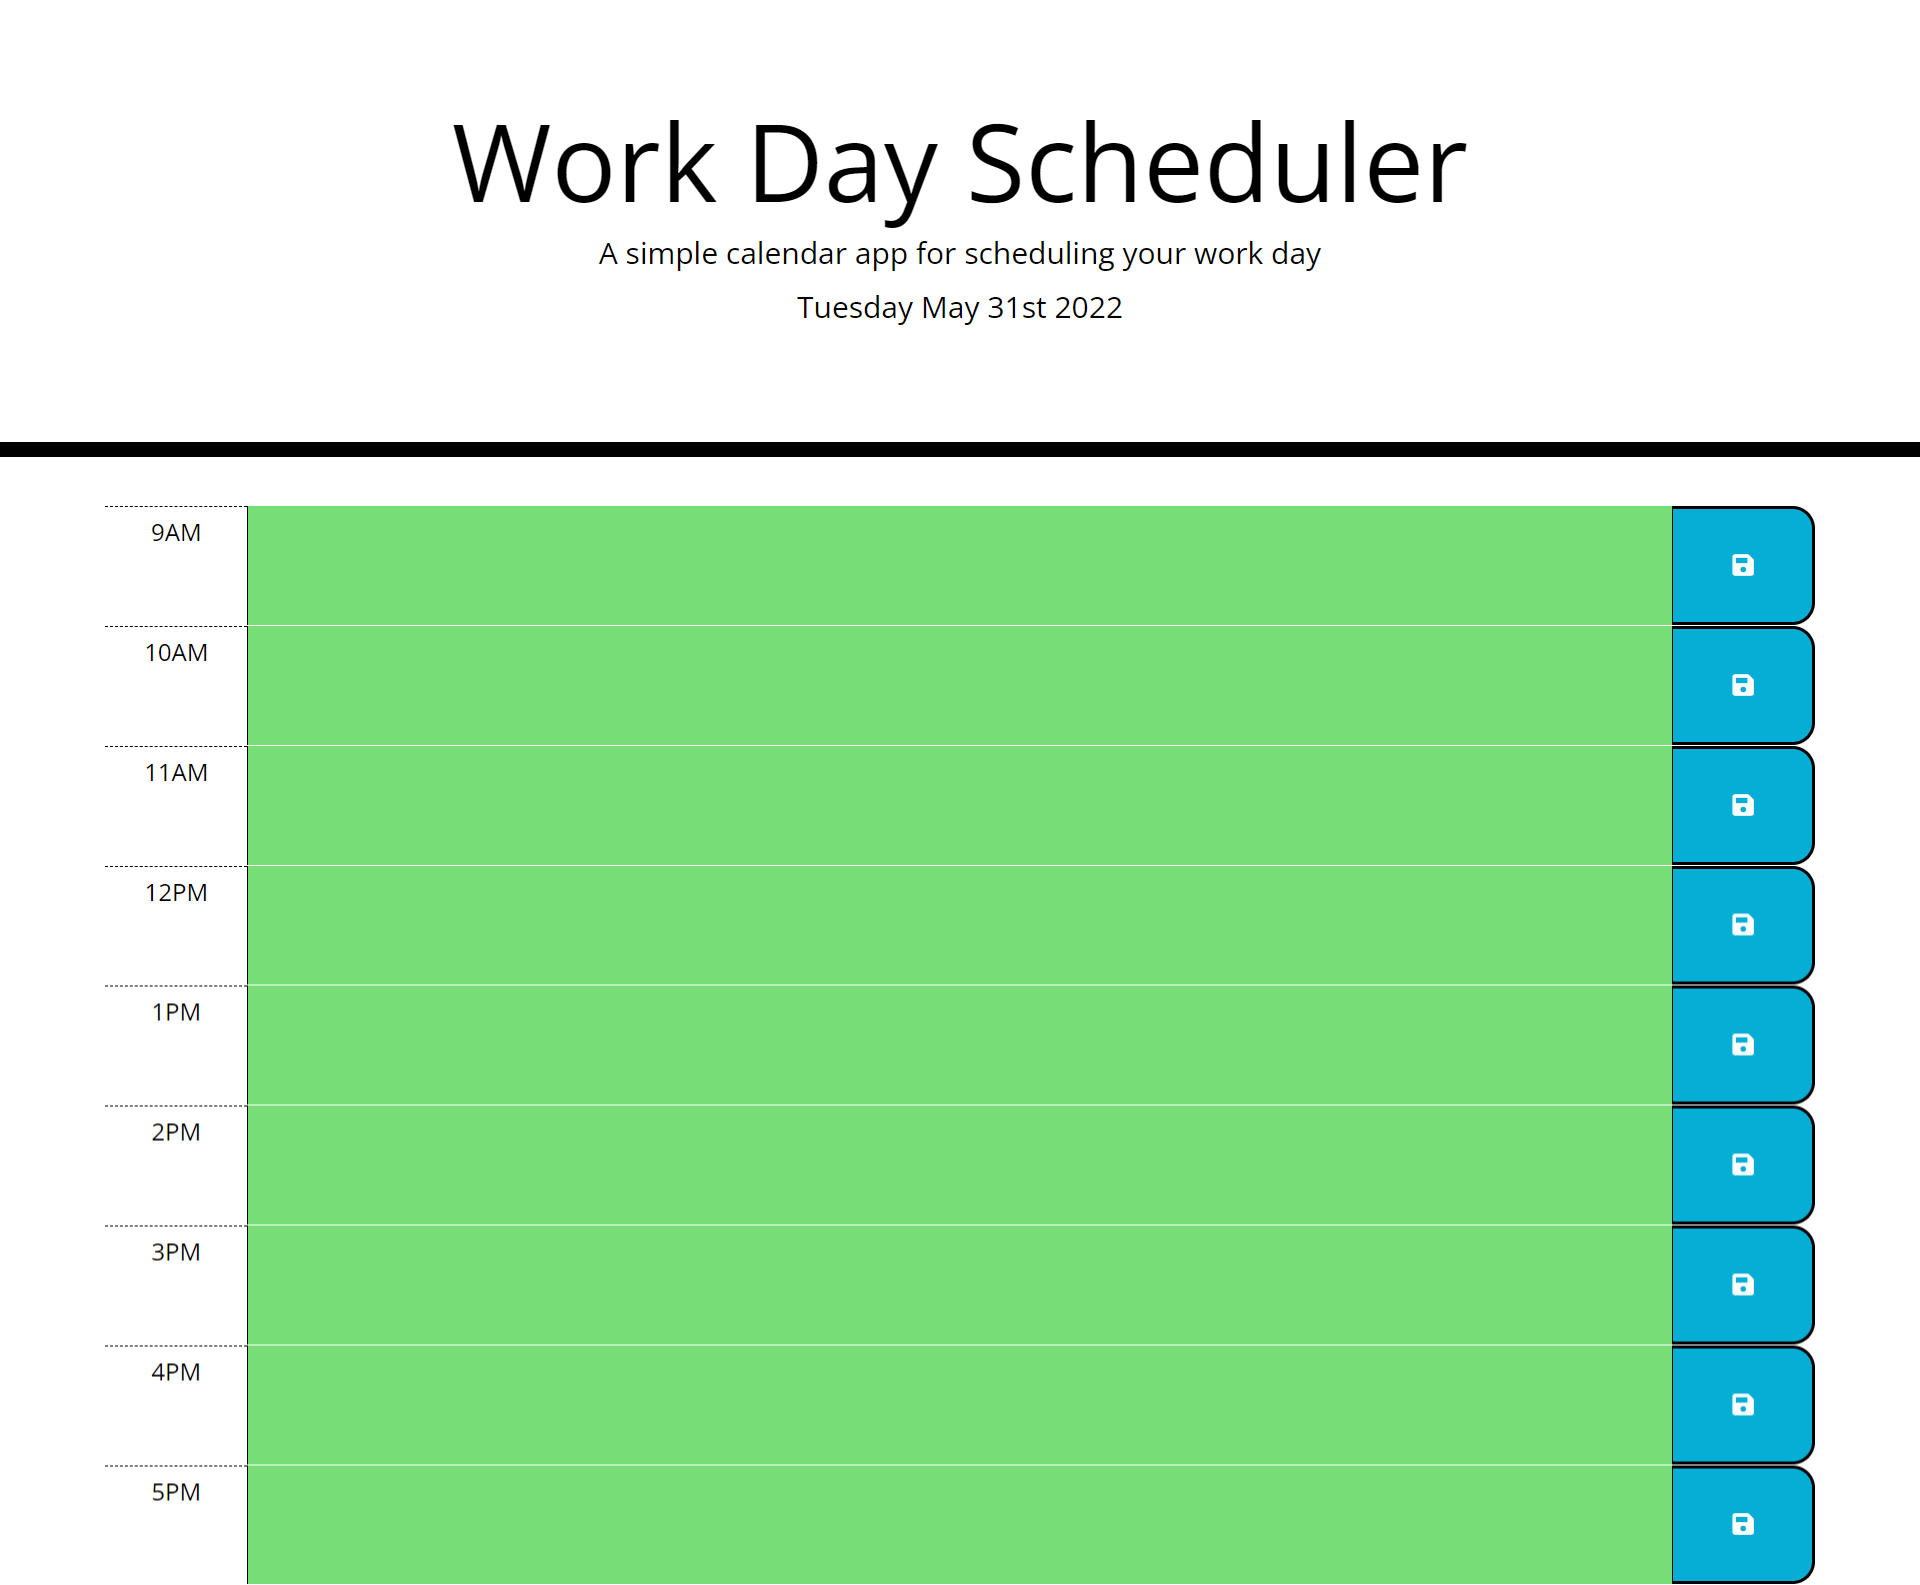 Work Day Scheduler
A simple calendar app for scheduling your work day
Tuesday May 31st 2022
9AM
10AM
11AM
12PM
1PM
2PM
3PM
4PM
5PM